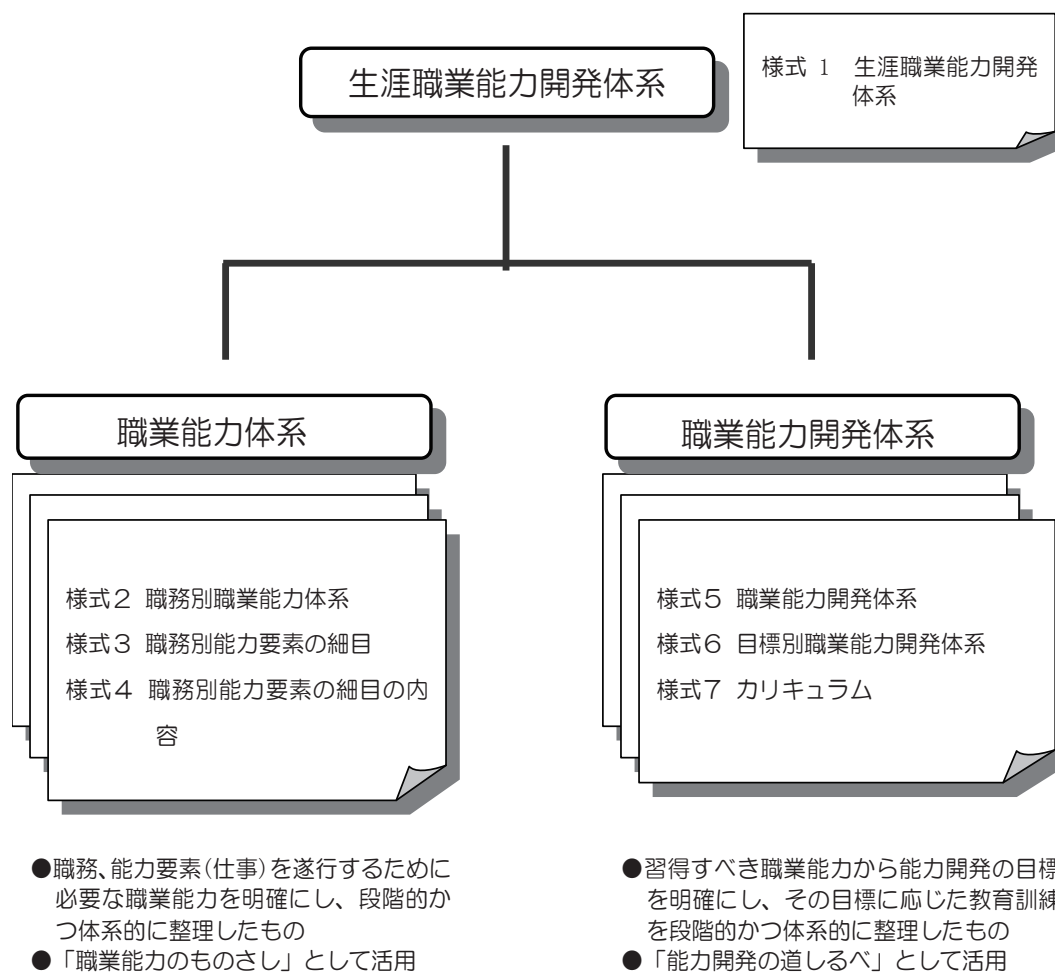 生涯職業能力開発体系
様式 1 生涯職業能力開発
体系
職業能力体系
様式２ 職務別職業能力体系
様式３ 職務別能力要素の細目
様式４ 職務別能力要素の細目の内
容
●職務、能力要素(仕事)を遂行するために
必要な職業能力を明確にし、段階的か
つ体系的に整理したもの
●「職業能力のものさし」として活用
職業能力開発体系
様式５ 職業能力開発体系
様式６ 目標別職業能力開発体系
様式７ カリキュラム
●習得すべき職業能力から能力開発の目標
を明確にし、その目標に応じた教育訓練
を段階的かつ体系的に整理したもの
●「能力開発の道しるべ」として活用